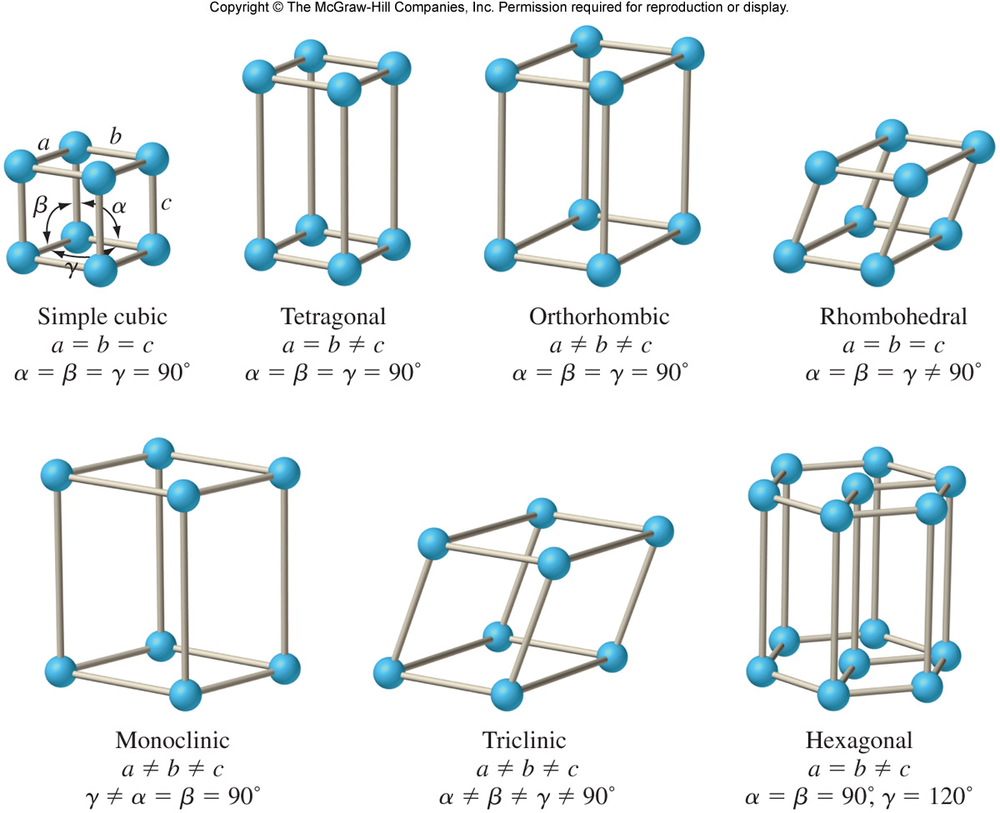 Copyright © The McGraw-Hill Companies, Inc. Permission required for reproduction or display.
a
b
β
α
c
γ
Simple cubic
a = b = c
α = β = γ = 90°
Tetragonal
a = b ≠ c
α = β = γ = 90°
Orthorhombic
a ≠ b ≠ c
α = β = γ = 90°
Rhombohedral
a = b = c
α = β = γ ≠ 90°
Monoclinic
a ≠ b ≠ c
γ ≠ α = β = 90°
Triclinic
a ≠ b ≠ c
α ≠ β ≠ γ ≠ 90°
Hexagonal
a = b ≠ c
α = β = 90°, γ = 120°